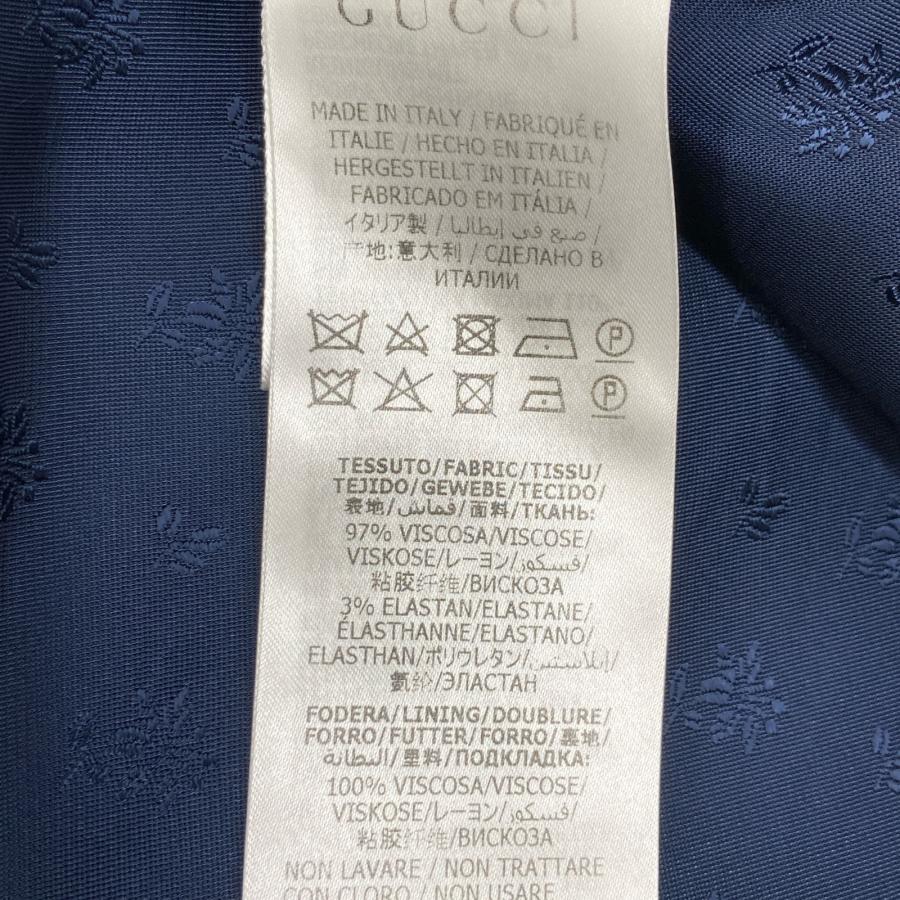 GUCCI
MADE IN ITALY / FABRIQUÉ EN
ITALIE / HECHO EN ITALIA /
HERGESTELLT IN ITALIEN /
FABRICADO EM ITÁLIA /
イタリア製 / صنع في إيطاليا /
产地:意大利 / СДЕЛАНО В
ИТАЛИИ
P
P
TESSUTO/FABRIC/TISSU/
TEJIDO/GEWEBE/TECIDO/
表地/قماش/面料/ТКАНЬ:
97% VISCOSA/VISCOSE/
VISKOSE/レーヨン/فسكوز/
粘胶纤维/ВИСКОЗА
3% ELASTAN/ELASTANE/
ÉLASTHANNE/ELASTANO/
ELASTHAN/ポリウレタン/إيلاستين/
氨纶/ЭЛАСТАН
FODERA/LINING/DOUBLURE/
FORRO/FUTTER/FORRO/裏地/
البطانة/里料/ПОДКЛАДКА:
100% VISCOSA/VISCOSE/
VISKOSE/レーヨン/فسكوز/
粘胶纤维/ВИСКОЗА
NON LAVARE / NON TRATTARE
CON CLORO / NON USARE